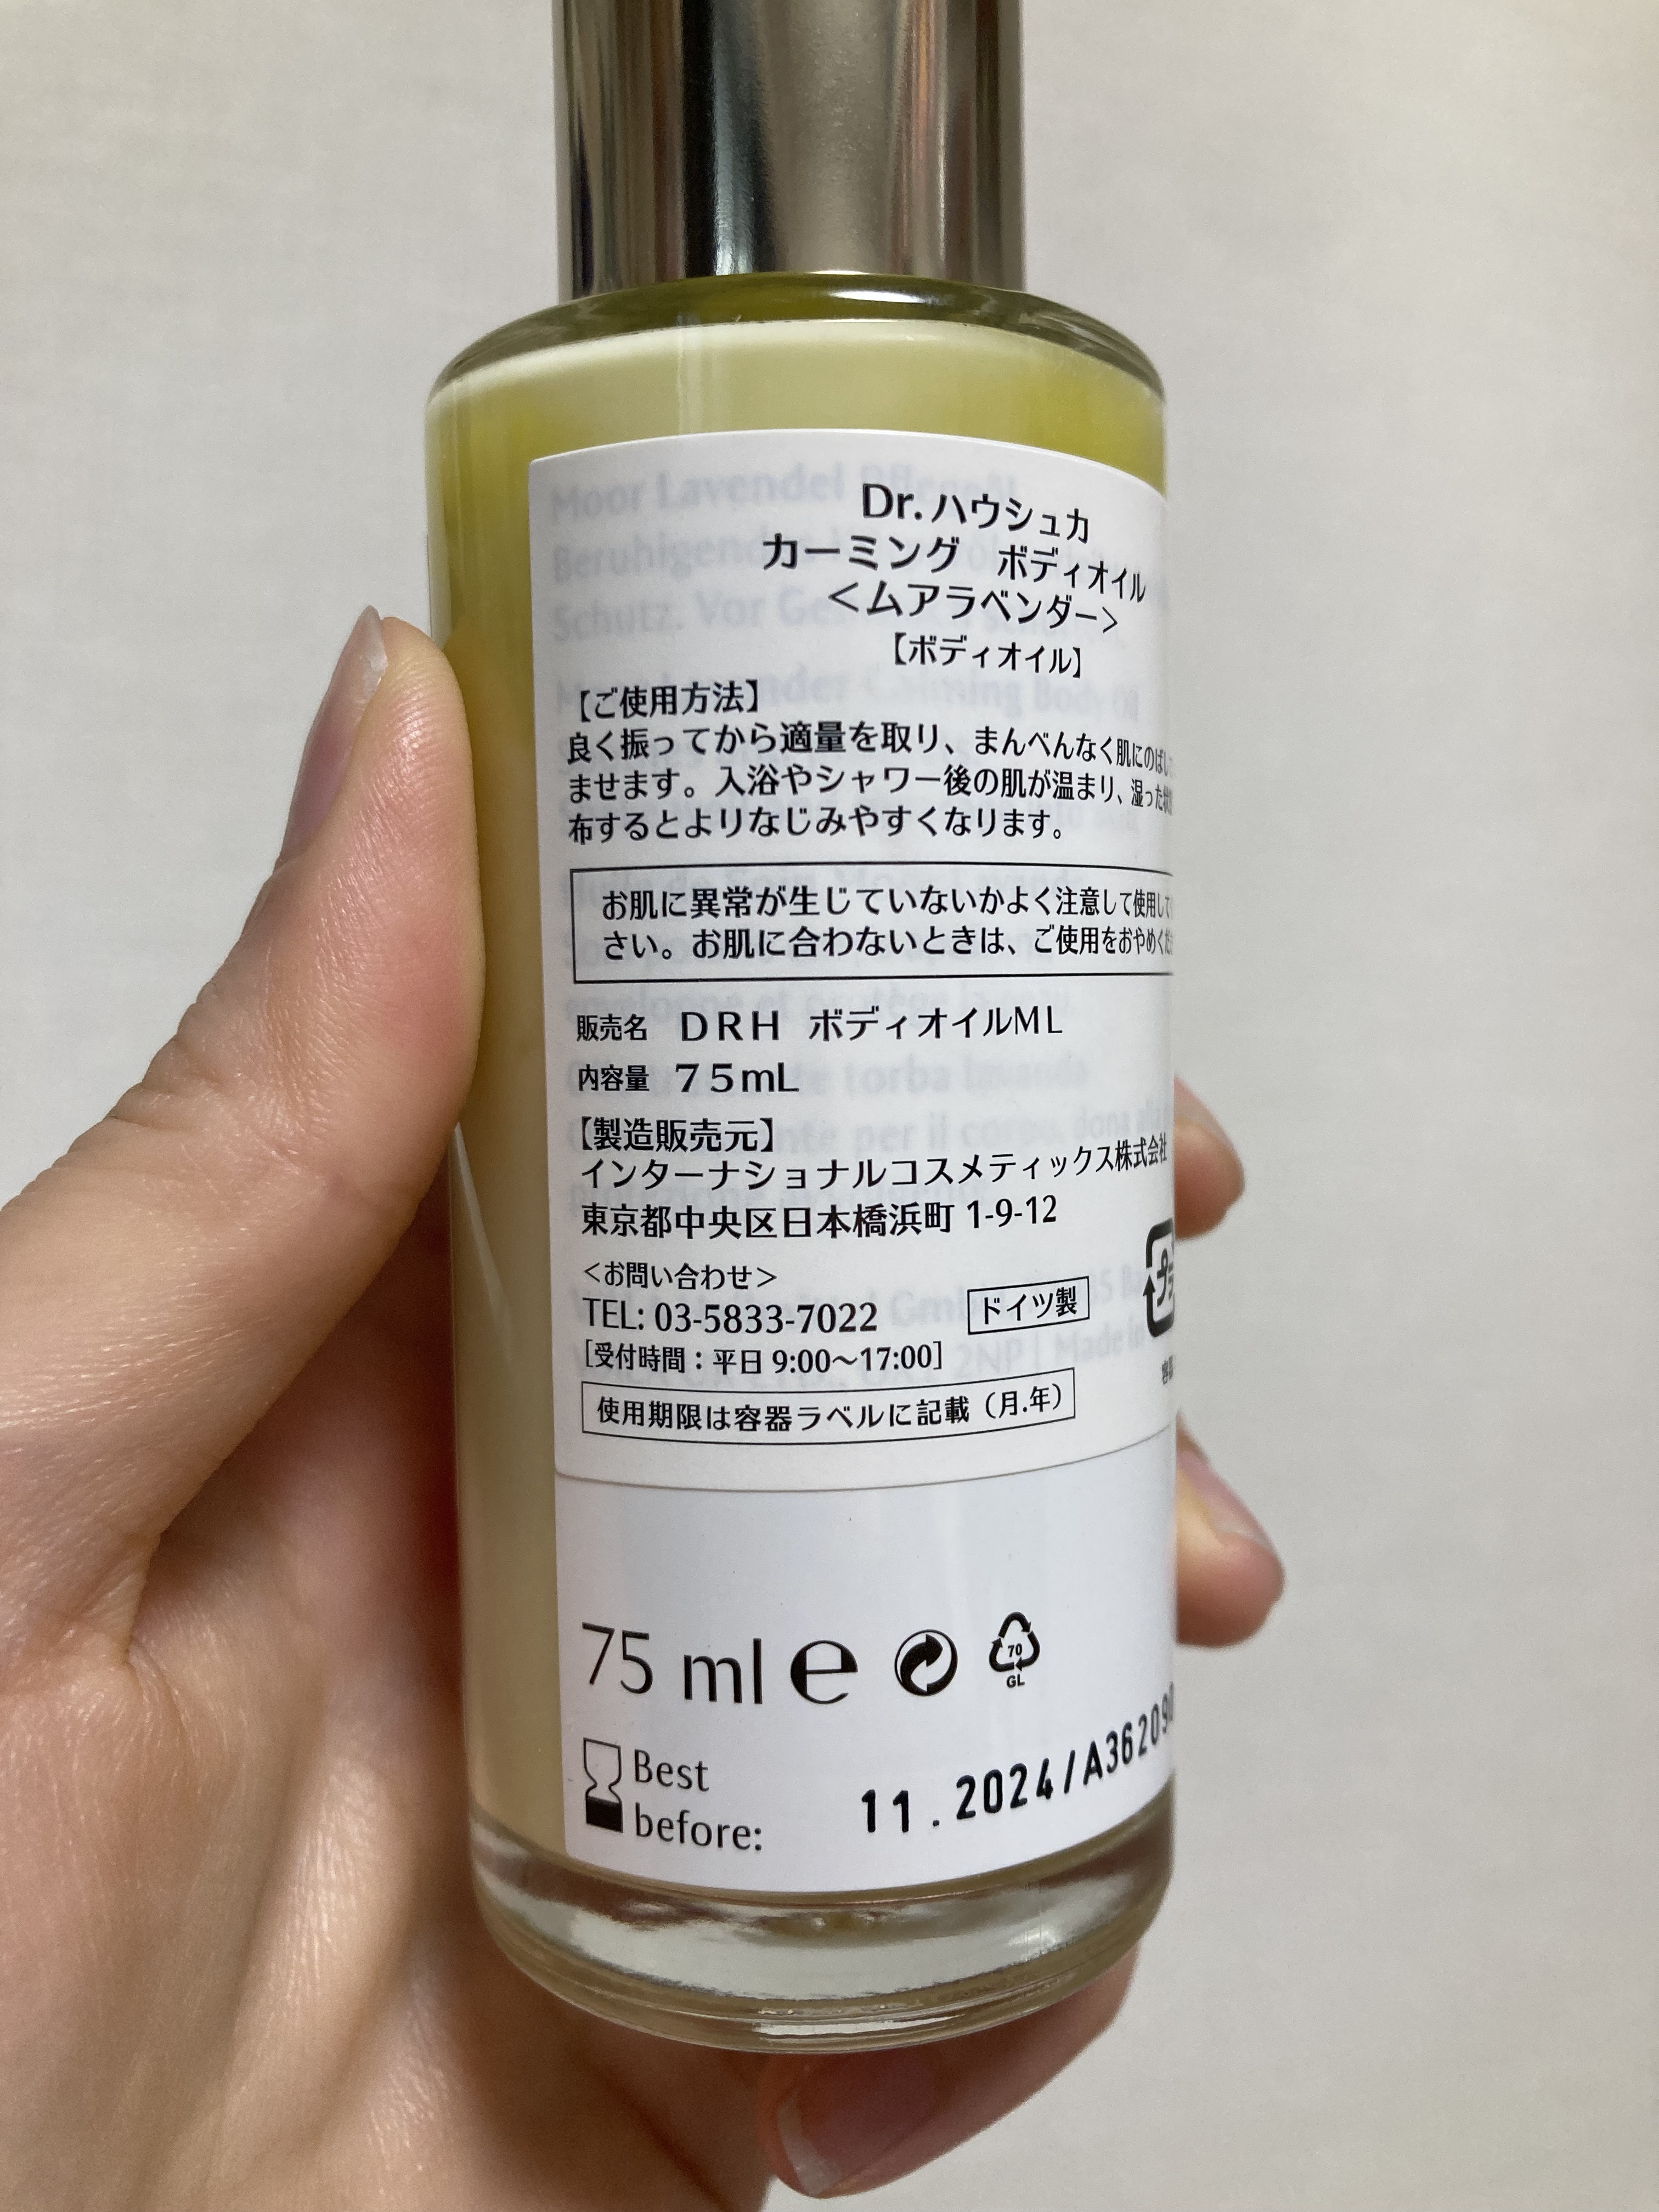 Dr.ハウシュカ
カーミング ボディオイル
<ムアラベンダー>
【ボディオイル】
【ご使用方法】
良く振ってから適量を取り、まんべんなく肌にのばし
ませます。入浴やシャワー後の肌が温まり、湿った状
布するとよりなじみやすくなります。
お肌に異常が生じていないかよく注意して使用して
さい。お肌に合わないときは、ご使用をおやめくだ
販売名 DRH ボディオイルML
内容量 75mL
【製造販売元】
インターナショナルコスメティックス株式会社
東京都中央区日本橋浜町 1-9-12
<お問い合わせ>
TEL: 03-5833-7022 ドイツ製
[受付時間：平日 9:00~17:00]
使用期限は容器ラベルに記載（月.年）
75 ml e
70
GL
Best
before: 11.2024/A36209